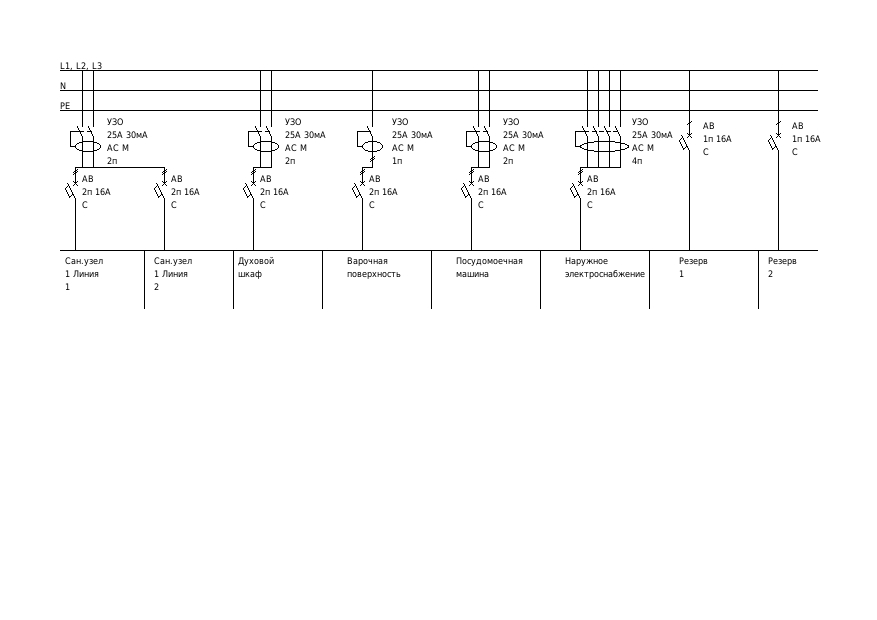 L1, L2, L3
N
PE
УЗО
25А 30мА
АС М
2п
АВ
2п 16А
С
АВ
2п 16А
С
УЗО
25А 30мА
АС М
2п
АВ
2п 16А
С
УЗО
25А 30мА
АС М
1п
АВ
2п 16А
С
УЗО
25А 30мА
АС М
2п
АВ
2п 16А
С
УЗО
25А 30мА
АС М
4п
АВ
2п 16А
С
АВ
1п 16А
С
АВ
1п 16А
С
Сан.узел
1 Линия
1
Сан.узел
1 Линия
2
Духовой
шкаф
Варочная
поверхность
Посудомоечная
машина
Наружное
электроснабжение
Резерв
1
Резерв
2